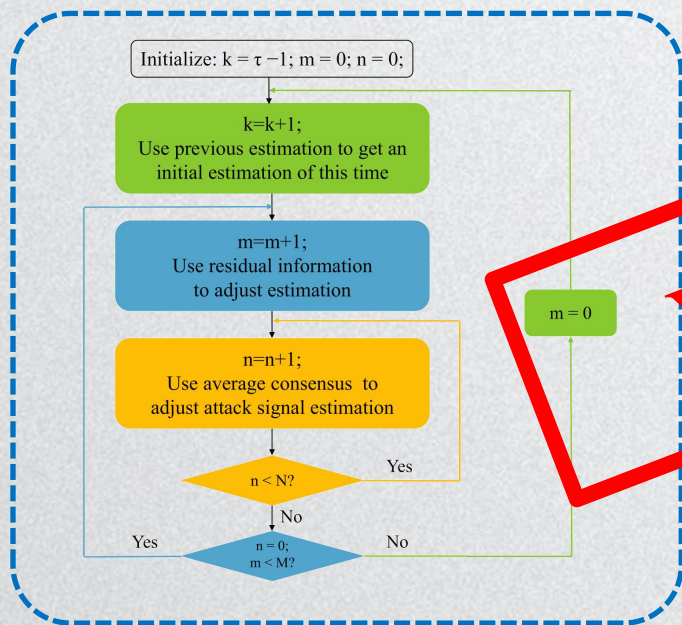 Initialize: k = τ −1; m = 0; n = 0;
k=k+1;
Use previous estimation to get an
initial estimation of this time
m=m+1;
Use residual information
to adjust estimation
m = 0
n=n+1;
Use average consensus to
adjust attack signal estimation
n < N?
Yes
No
n = 0;
m < M?
Yes
No